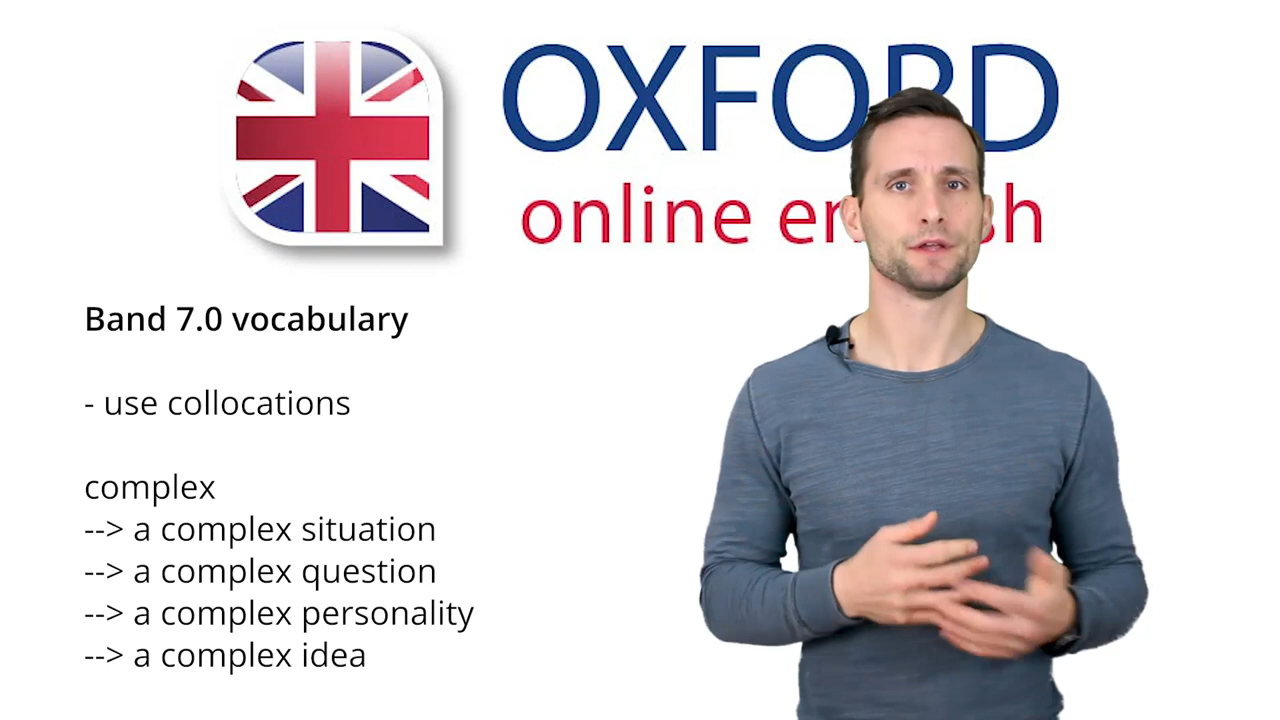 OXFORD
online
Band 7.0 vocabulary
- use collocations
complex
--> a complex situation
--> a complex question
--> a complex personality
--> a complex idea